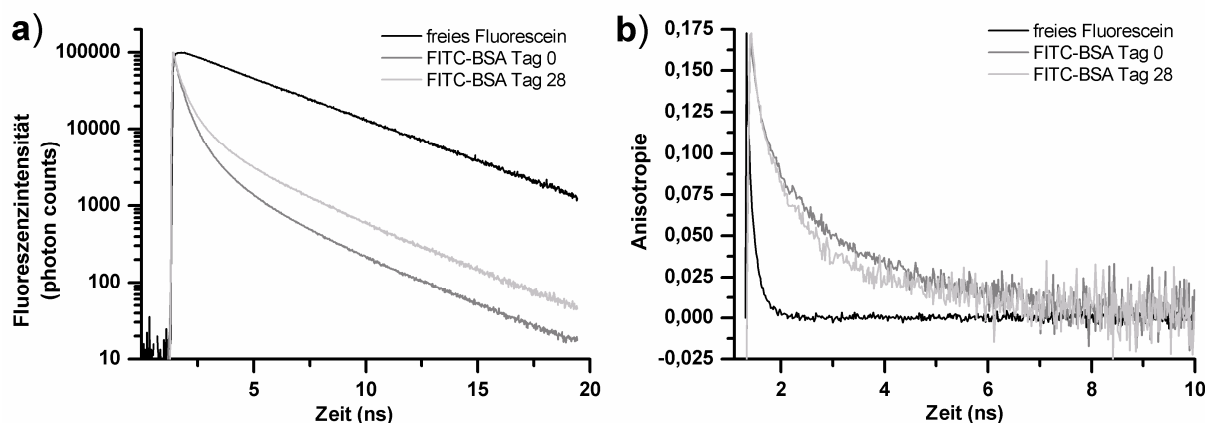 a)
freies Fluorescein
FITC-BSA Tag 0
FITC-BSA Tag 28
Fluoreszenzintensität
(photon counts)
100000
10000
1000
100
10
5
10
15
20
Zeit (ns)
b)
freies Fluorescein
FITC-BSA Tag 0
FITC-BSA Tag 28
Anisotropie
0,175
0,150
0,125
0,100
0,075
0,050
0,025
0,000
-0,025
2
4
6
8
10
Zeit (ns)